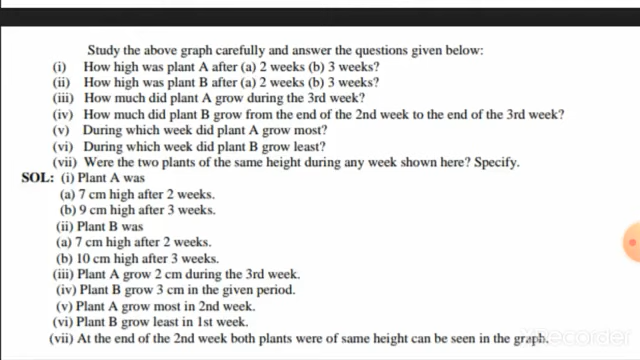 Study the above graph carefully and answer the questions given below:
(i) How high was plant A after (a) 2 weeks (b) 3 weeks?
(ii) How high was plant B after (a) 2 weeks (b) 3 weeks?
(iii) How much did plant A grow during the 3rd week?
(iv) How much did plant B grow from the end of the 2nd week to the end of the 3rd week?
(v) During which week did plant A grow most?
(vi) During which week did plant B grow least?
(vii) Were the two plants of the same height during any week shown here? Specify.
SOL: (i) Plant A was
(a) 7 cm high after 2 weeks.
(b) 9 cm high after 3 weeks.
(ii) Plant B was
(a) 7 cm high after 2 weeks.
(b) 10 cm high after 3 weeks.
(iii) Plant A grow 2 cm during the 3rd week.
(iv) Plant B grow 3 cm in the given period.
(v) Plant A grow most in 2nd week.
(vi) Plant B grow least in 1st week.
(vii) At the end of the 2nd week both plants were of same height can be seen in the graph.
XRecorder